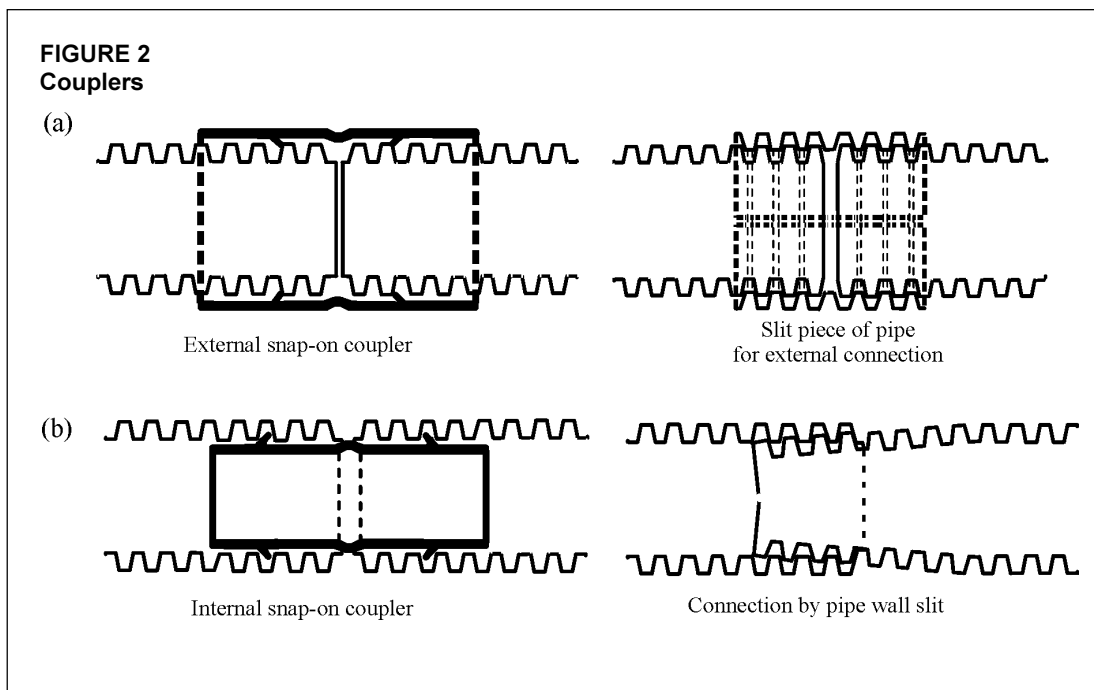 FIGURE 2
Couplers
(a)
External snap-on coupler
Slit piece of pipe
for external connection
(b)
Internal snap-on coupler
Connection by pipe wall slit